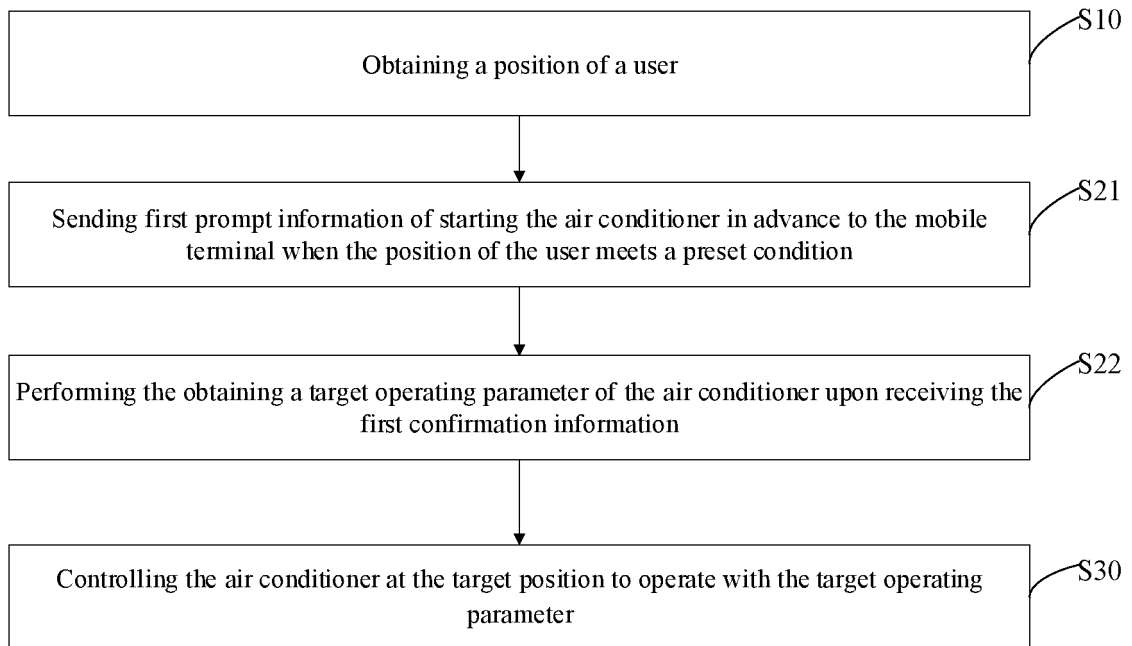 S10
Obtaining a position of a user
S21
Sending first prompt information of starting the air conditioner in advance to the mobile
terminal when the position of the user meets a preset condition
S22
Performing the obtaining a target operating parameter of the air conditioner upon receiving the
first confirmation information
S30
Controlling the air conditioner at the target position to operate with the target operating
parameter